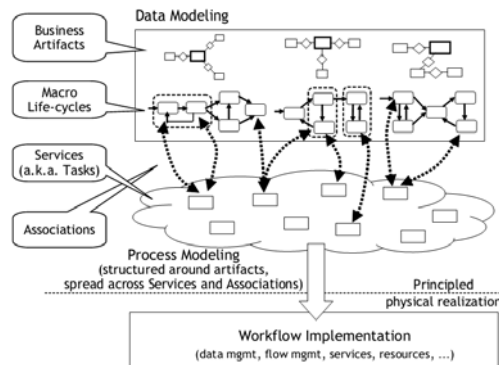 Data Modeling
Business
Artifacts
Macro
Life-cycles
Services
(a.k.a. Tasks)
Associations
Process Modeling
(structured around artifacts,
spread across Services and Associations)
Principled
physical realization
Workflow Implementation
(data mgmt, flow mgmt, services, resources, ...)